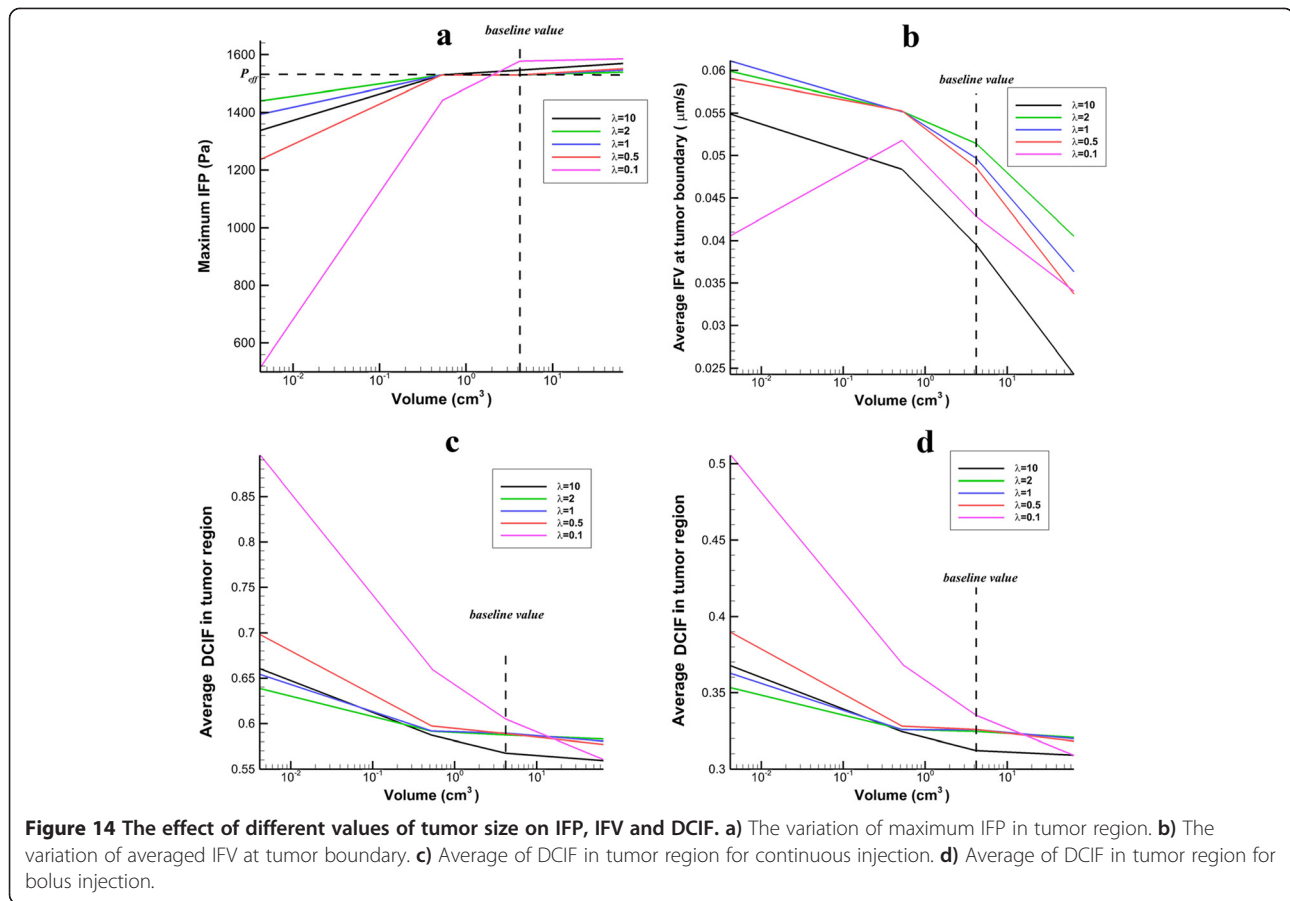 a
baseline value
P_eff
1600
1400
1200
1000
800
600
Maximum IFP (Pa)
10^-2
10^-1
10^0
10^1
Volume (cm^3)
λ=10
λ=2
λ=1
λ=0.5
λ=0.1
b
baseline value
0.06
0.055
0.05
0.045
0.04
0.035
0.03
0.025
Average IFV at tumor boundary ( μm/s)
10^-2
10^-1
10^0
10^1
Volume (cm^3)
λ=10
λ=2
λ=1
λ=0.5
λ=0.1
c
baseline value
0.85
0.8
0.75
0.7
0.65
0.6
0.55
Average DCIF in tumor region
10^-2
10^-1
10^0
10^1
Volume (cm^3)
λ=10
λ=2
λ=1
λ=0.5
λ=0.1
d
baseline value
0.5
0.45
0.4
0.35
0.3
Average DCIF in tumor region
10^-2
10^-1
10^0
10^1
Volume (cm^3)
λ=10
λ=2
λ=1
λ=0.5
λ=0.1
Figure 14 The effect of different values of tumor size on IFP, IFV and DCIF. a) The variation of maximum IFP in tumor region. b) The
variation of averaged IFV at tumor boundary. c) Average of DCIF in tumor region for continuous injection. d) Average of DCIF in tumor region for
bolus injection.